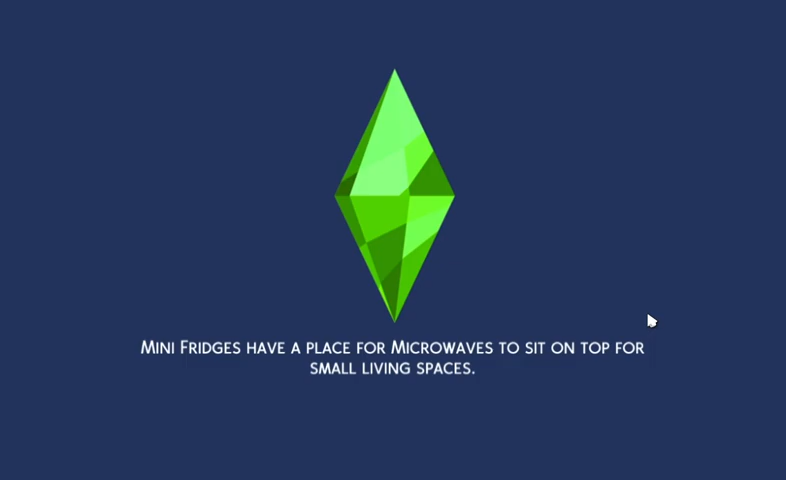 Mini Fridges have a place for Microwaves to sit on top for
small living spaces.